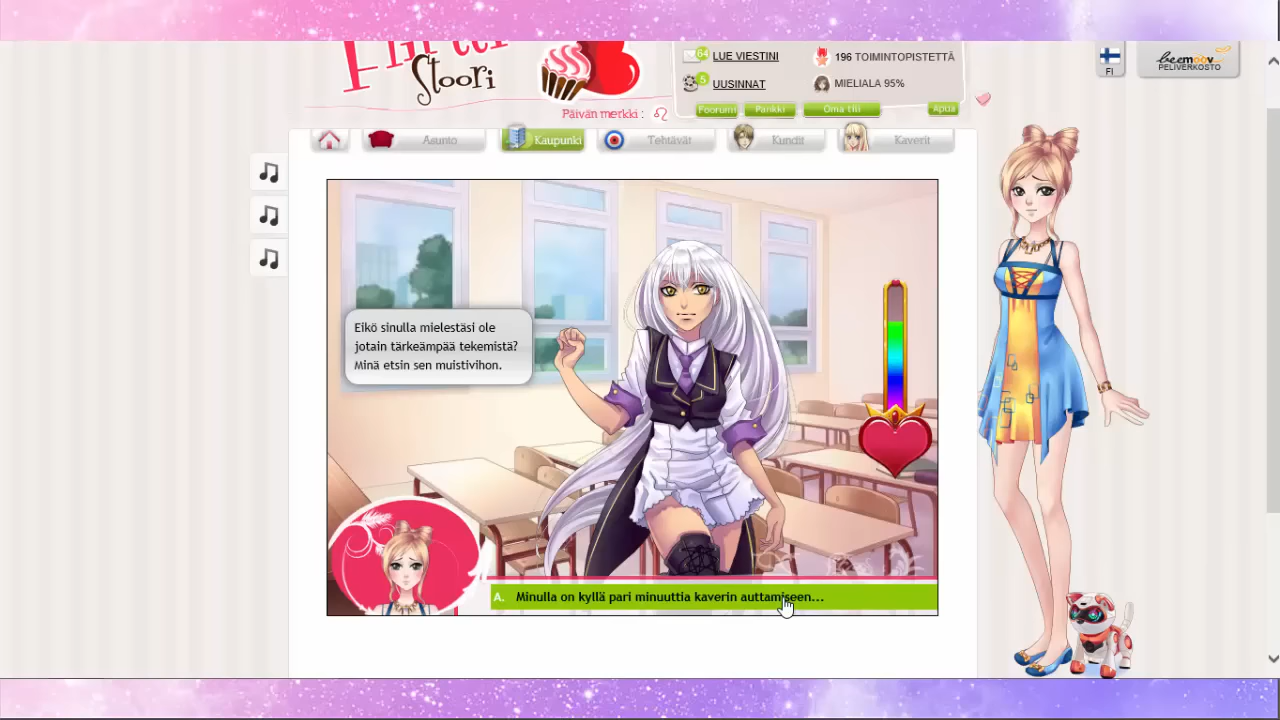 Stoori
64 LUE VIESTINI
196 TOIMINTOPISTETTÄ
5 UUSINNAT
MIELIALA 95%
FI
beemoov
PELIVERKOSTO
Päivän merkki :
Foorumi Pankki Oma tili Apua
Asunto Kaupunki Tehtävät Kundit Kaverit
Eikö sinulla mielestäsi ole
jotain tärkeämpää tekemistä?
Minä etsin sen muistivihon.
A. Minulla on kyllä pari minuuttia kaverin auttamiseen...